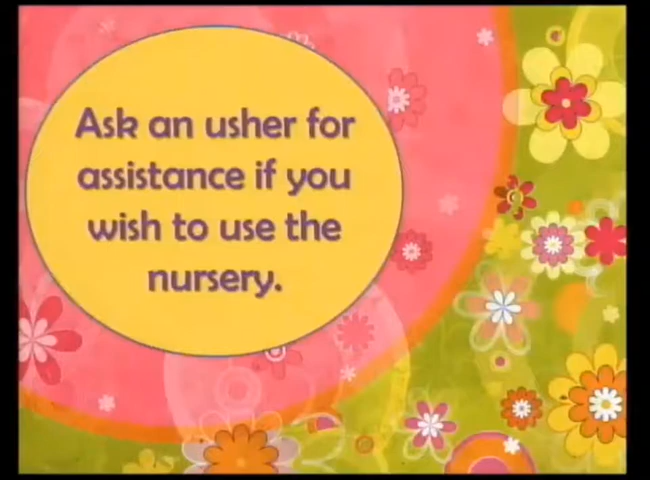 Ask an usher for
assistance if you
wish to use the
nursery.